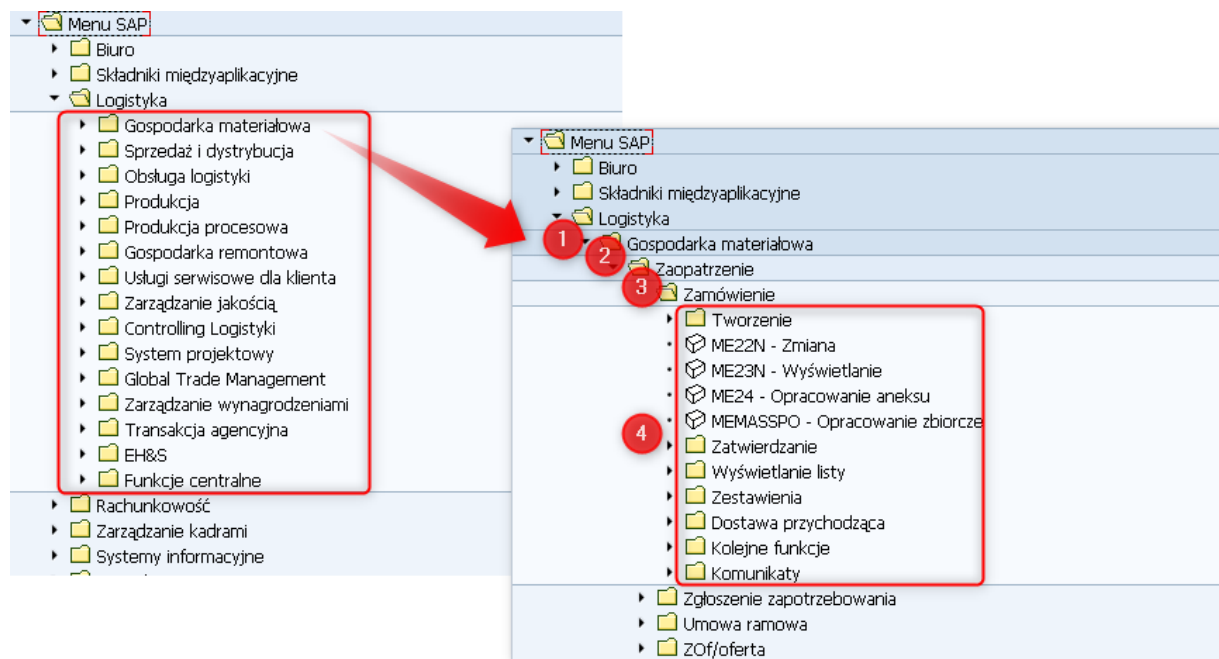 Menu SAP
Biuro
Składniki międzyaplikacyjne
Logistyka
Gospodarka materiałowa
Sprzedaż i dystrybucja
Obsługa logistyki
Produkcja
Produkcja procesowa
Gospodarka remontowa
Usługi serwisowe dla klienta
Zarządzanie jakością
Controlling Logistyki
System projektowy
Global Trade Management
Zarządzanie wynagrodzeniami
Transakcja agencyjna
EH&S
Funkcje centralne
Rachunkowość
Zarządzanie kadrami
Systemy informacyjne
Menu SAP
Biuro
Składniki międzyaplikacyjne
Logistyka
1 Gospodarka materiałowa
2 Zaopatrzenie
3 Zamówienie
Tworzenie
ME22N - Zmiana
ME23N - Wyświetlanie
ME24 - Opracowanie aneksu
MEMASSPO - Opracowanie zbiorcze
4 Zatwierdzanie
Wyświetlanie listy
Zestawienia
Dostawa przychodząca
Kolejne funkcje
Komunikaty
Zgłoszenie zapotrzebowania
Umowa ramowa
ZOf/oferta